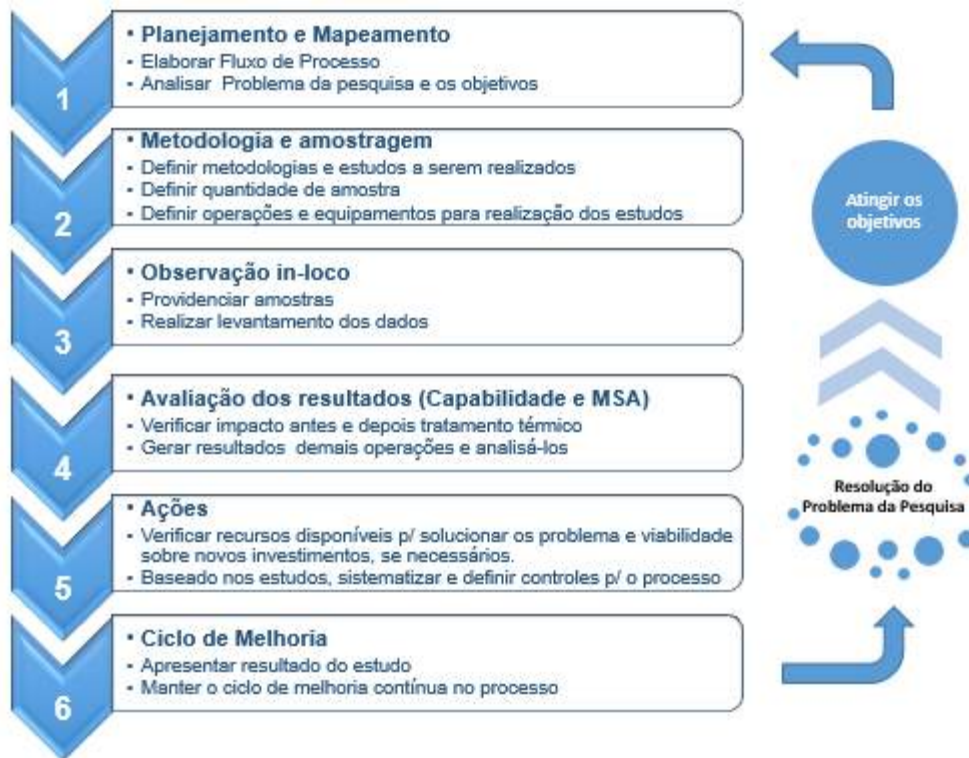 1
• Planejamento e Mapeamento
- Elaborar Fluxo de Processo
- Analisar Problema da pesquisa e os objetivos
2
• Metodologia e amostragem
- Definir metodologias e estudos a serem realizados
- Definir quantidade de amostra
- Definir operações e equipamentos para realização dos estudos
3
• Observação in-loco
- Providenciar amostras
- Realizar levantamento dos dados
4
• Avaliação dos resultados (Capabilidade e MSA)
- Verificar impacto antes e depois tratamento térmico
- Gerar resultados demais operações e analisá-los
5
• Ações
- Verificar recursos disponíveis p/ solucionar os problema e viabilidade
sobre novos investimentos, se necessários.
- Baseado nos estudos, sistematizar e definir controles p/ o processo
6
• Ciclo de Melhoria
- Apresentar resultado do estudo
- Manter o ciclo de melhoria contínua no processo
Atingir os
objetivos
Resolução do
Problema da Pesquisa